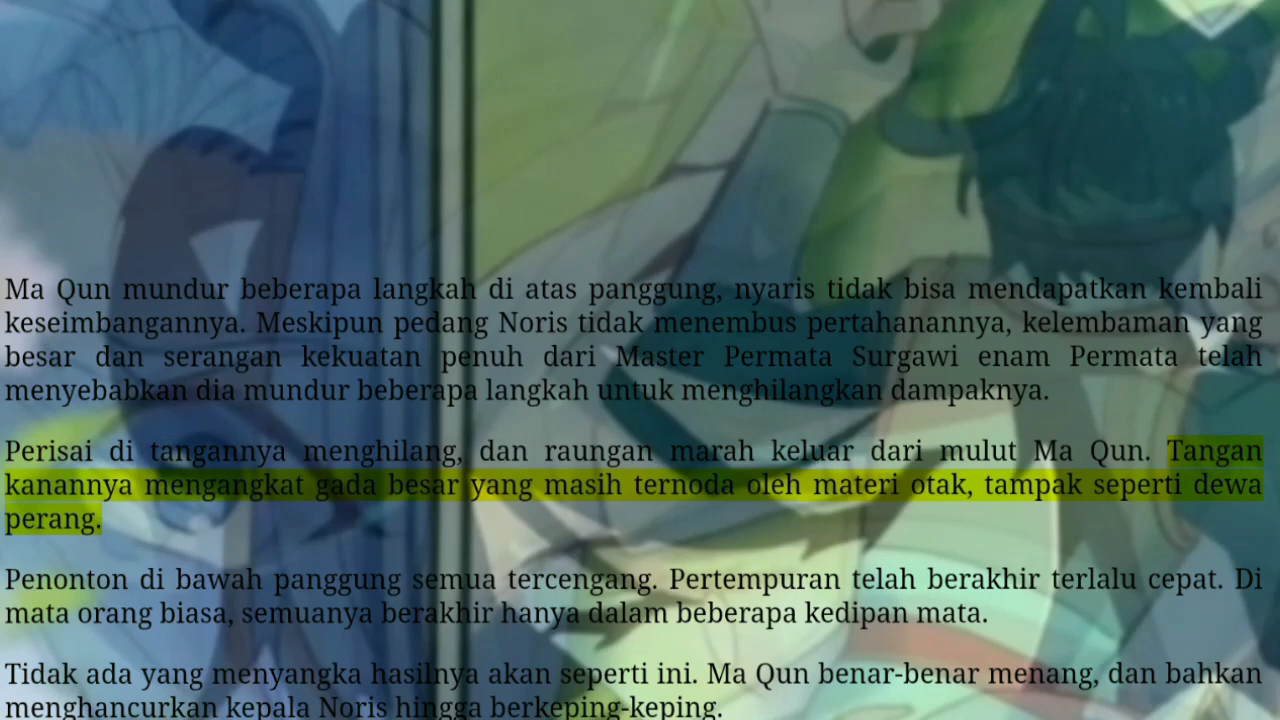 Ma Qun mundur beberapa langkah di atas panggung, nyaris tidak bisa mendapatkan kembali
keseimbangannya. Meskipun pedang Noris tidak menembus pertahanannya, kelembaman yang
besar dan serangan kekuatan penuh dari Master Permata Surgawi enam Permata telah
menyebabkan dia mundur beberapa langkah untuk menghilangkan dampaknya.
Perisai di tangannya menghilang, dan raungan marah keluar dari mulut Ma Qun. Tangan
kanannya mengangkat gada besar yang masih ternoda oleh materi otak, tampak seperti dewa
perang.
Penonton di bawah panggung semua tercengang. Pertempuran telah berakhir terlalu cepat. Di
mata orang biasa, semuanya berakhir hanya dalam beberapa kedipan mata.
Tidak ada yang menyangka hasilnya akan seperti ini. Ma Qun benar-benar menang, dan bahkan
menghancurkan kepala Noris hingga berkeping-keping.